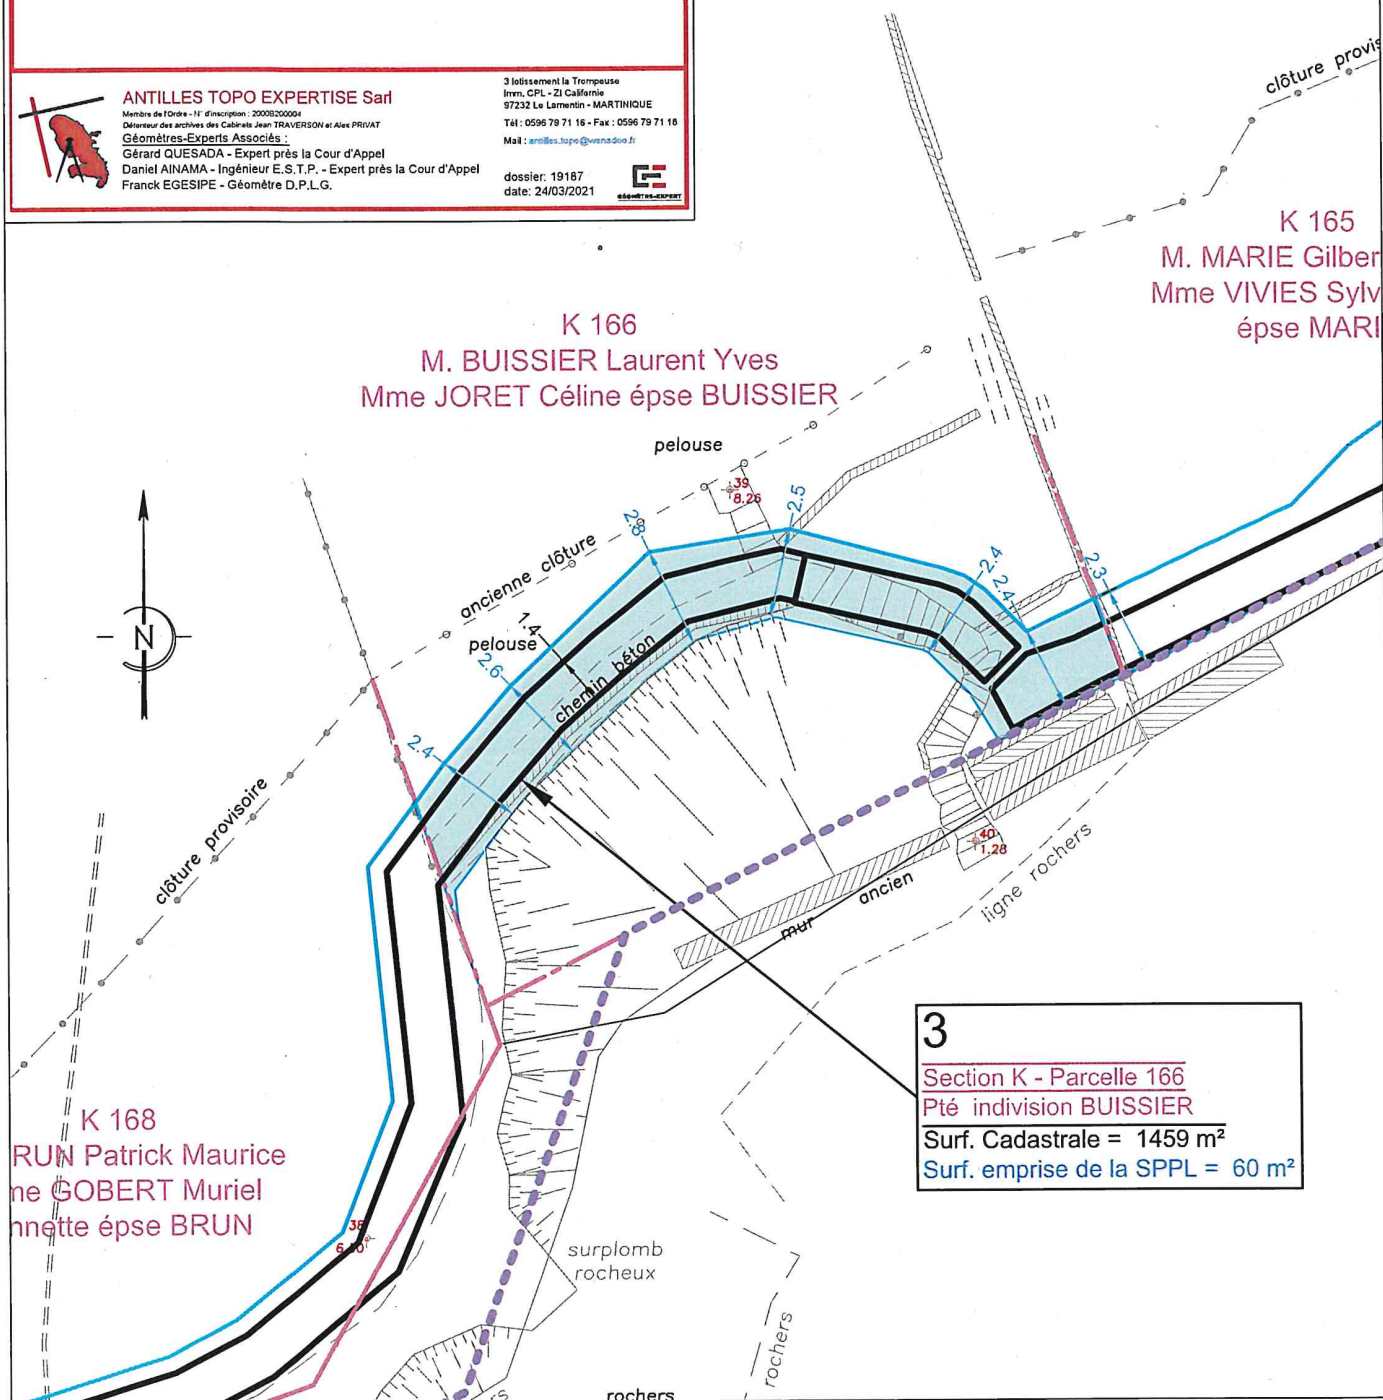 ANTILLES TOPO EXPERTISE Sarl
Membre de l'Ordre - N° d'inscription : 2000B200004
Détenteur des archives des Cabinets Jean TRAVERSON et Alex PRIVAT
Géomètres-Experts Associés :
Gérard QUESADA - Expert près la Cour d'Appel
Daniel AINAMA - Ingénieur E.S.T.P. - Expert près la Cour d'Appel
Franck EGESIPE - Géomètre D.P.L.G.
3 lotissement la Trompeuse
Imm. CPL - ZI Californie
97232 Le Lamentin - MARTINIQUE
Tél : 0596 79 71 16 - Fax : 0596 79 71 18
Mail : antilles.topo@wanadoo.fr
dossier: 19187
date: 24/03/2021
GÉOMÈTRE-EXPERT
clôture provis
K 165
M. MARIE Gilber
Mme VIVIES Sylv
épse MARI
K 166
M. BUISSIER Laurent Yves
Mme JORET Céline épse BUISSIER
pelouse
39
8.26
2.5
2.8
ancienne clôture
2.4
2.4
2.3
1.4
pelouse
2.6
chemin béton
2.4
N
clôture provisoire
40
1.28
ancien
mur
ligne rochers
3
Section K - Parcelle 166
Pté indivision BUISSIER
Surf. Cadastrale = 1459 m²
Surf. emprise de la SPPL = 60 m²
K 168
RUN Patrick Maurice
ne GOBERT Muriel
nnette épse BRUN
38
surplomb
rocheux
rochers
rochers